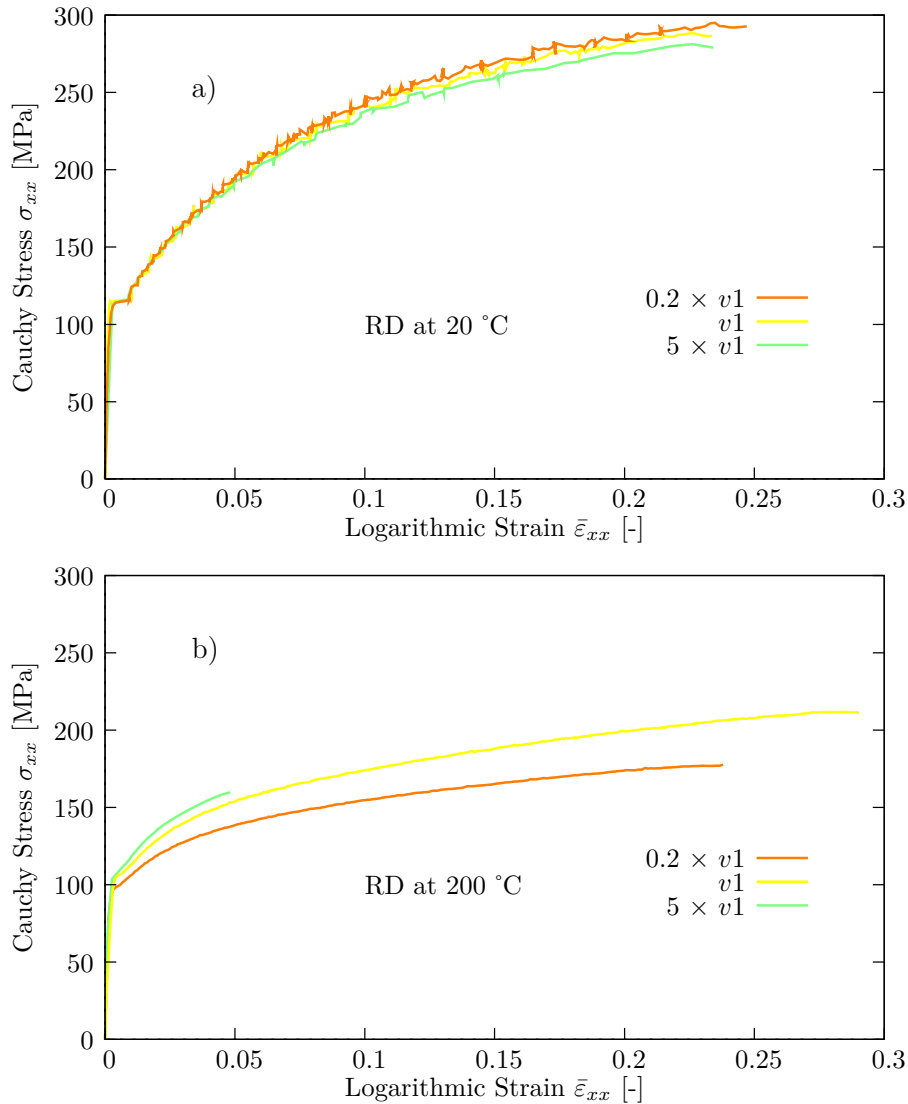 300
250
200
150
100
50
0
Cauchy Stress σxx [MPa]
a)
RD at 20 °C
0.2 × v1
v1
5 × v1
0 0.05 0.1 0.15 0.2 0.25 0.3
Logarithmic Strain ε̄xx [-]
300
250
200
150
100
50
0
Cauchy Stress σxx [MPa]
b)
RD at 200 °C
0.2 × v1
v1
5 × v1
0 0.05 0.1 0.15 0.2 0.25 0.3
Logarithmic Strain ε̄xx [-]